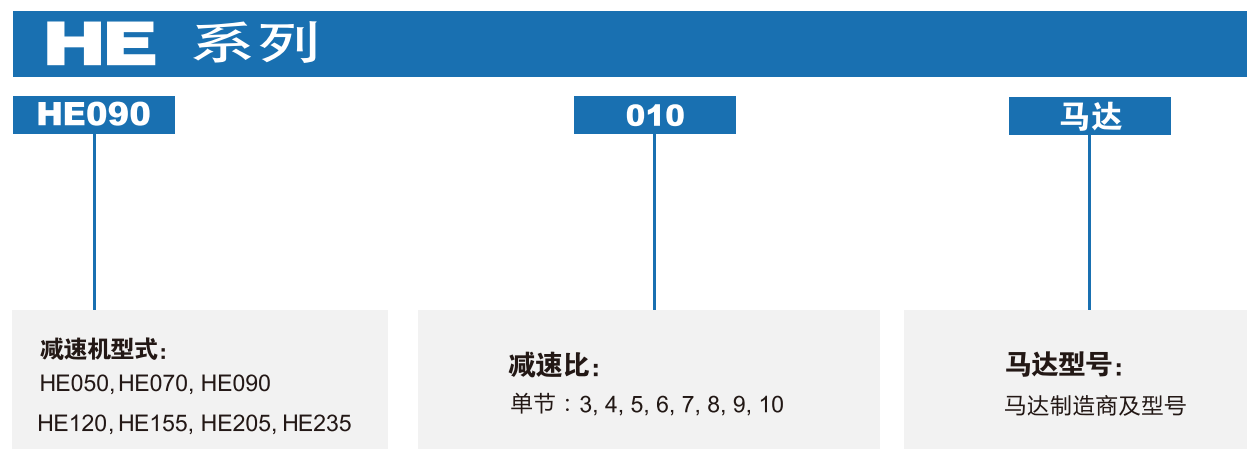 HE 系列
HE090
010
马达
减速机型式：
HE050, HE070, HE090
HE120, HE155, HE205, HE235
减速比：
单节：3, 4, 5, 6, 7, 8, 9, 10
马达型号：
马达制造商及型号